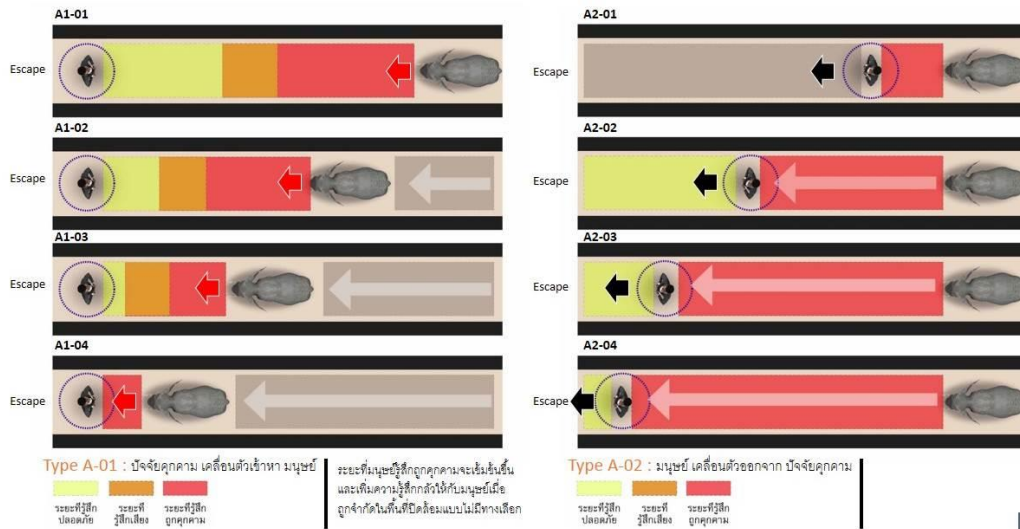 A1-01
Escape
A1-02
Escape
A1-03
Escape
A1-04
Escape
Type A-01 : ปัจจัยคุกคาม เคลื่อนตัวเข้าหา มนุษย์
ระยะที่รู้สึก
ปลอดภัย
ระยะที่
รู้สึกเสี่ยง
ระยะที่รู้สึก
ถูกคุกคาม
ระยะที่มนุษย์รู้สึกถูกคุกคามจะเข้มข้นขึ้น
และเพิ่มความรู้สึกกลัวให้กับมนุษย์เมื่อ
ถูกจำกัดในพื้นที่ปิดล้อมแบบไม่มีทางเลือก
A2-01
Escape
A2-02
Escape
A2-03
Escape
A2-04
Escape
Type A-02 : มนุษย์ เคลื่อนตัวออกจาก ปัจจัยคุกคาม
ระยะที่รู้สึก
ปลอดภัย
ระยะที่
รู้สึกเสี่ยง
ระยะที่รู้สึก
ถูกคุกคาม